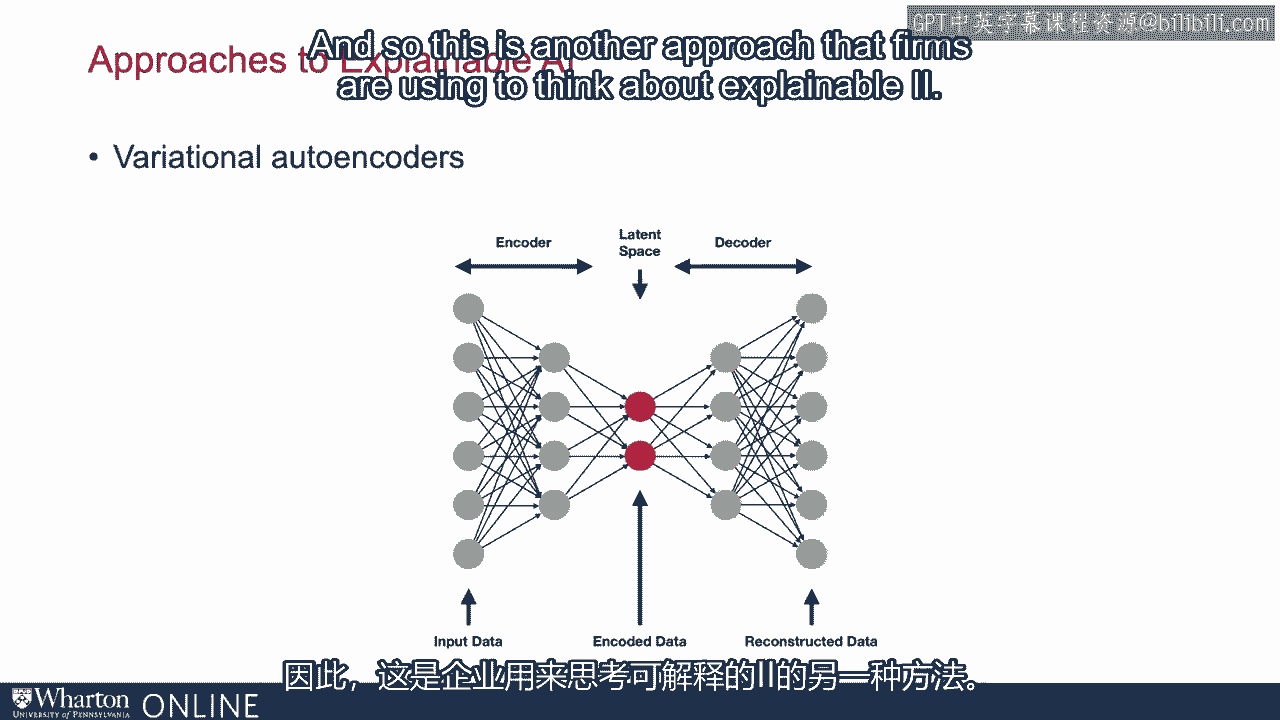 GPT中英字幕课程资源@bilibili.com
Approaches to Explainable AI
And so this is another approach that firms
are using to think about explainable II.
• Variational autoencoders
Encoder
Latent
Space
Decoder
Input Data
Encoded Data
Reconstructed Data
因此，这是企业用来思考可解释的II的另一种方法。
Wharton
UNIVERSITY of PENNSYLVANIA
ONLINE